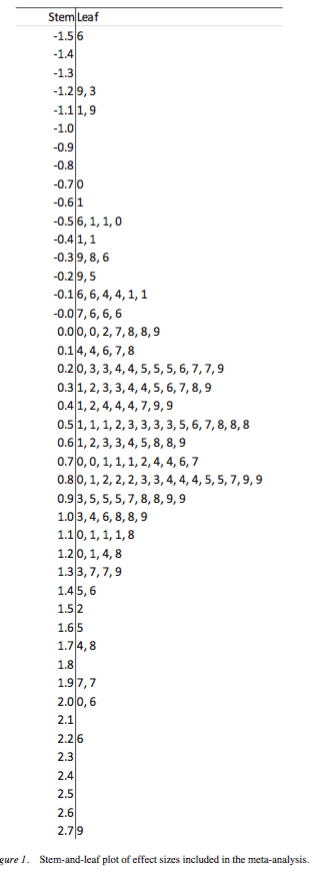 Stem Leaf
-1.5 6
-1.4
-1.3
-1.2 9, 3
-1.1 1, 9
-1.0
-0.9
-0.8
-0.7 0
-0.6 1
-0.5 6, 1, 1, 0
-0.4 1, 1
-0.3 9, 8, 6
-0.2 9, 5
-0.1 6, 6, 4, 4, 1, 1
-0.0 7, 6, 6, 6
0.0 0, 0, 2, 7, 8, 8, 9
0.1 4, 4, 6, 7, 8
0.2 0, 3, 3, 4, 4, 5, 5, 5, 6, 7, 7, 9
0.3 1, 2, 3, 3, 4, 4, 5, 6, 7, 8, 9
0.4 1, 2, 4, 4, 4, 7, 9, 9
0.5 1, 1, 1, 2, 3, 3, 3, 3, 5, 6, 7, 8, 8, 8
0.6 1, 2, 3, 3, 4, 5, 8, 8, 9
0.7 0, 0, 1, 1, 1, 2, 4, 4, 6, 7
0.8 0, 1, 2, 2, 2, 3, 3, 4, 4, 4, 5, 5, 7, 9, 9
0.9 3, 5, 5, 5, 7, 8, 8, 9, 9
1.0 3, 4, 6, 8, 8, 9
1.1 0, 1, 1, 1, 8
1.2 0, 1, 4, 8
1.3 3, 7, 7, 9
1.4 5, 6
1.5 2
1.6 5
1.7 4, 8
1.8
1.9 7, 7
2.0 0, 6
2.1
2.2 6
2.3
2.4
2.5
2.6
2.7 9
gure 1. Stem-and-leaf plot of effect sizes included in the meta-analysis.